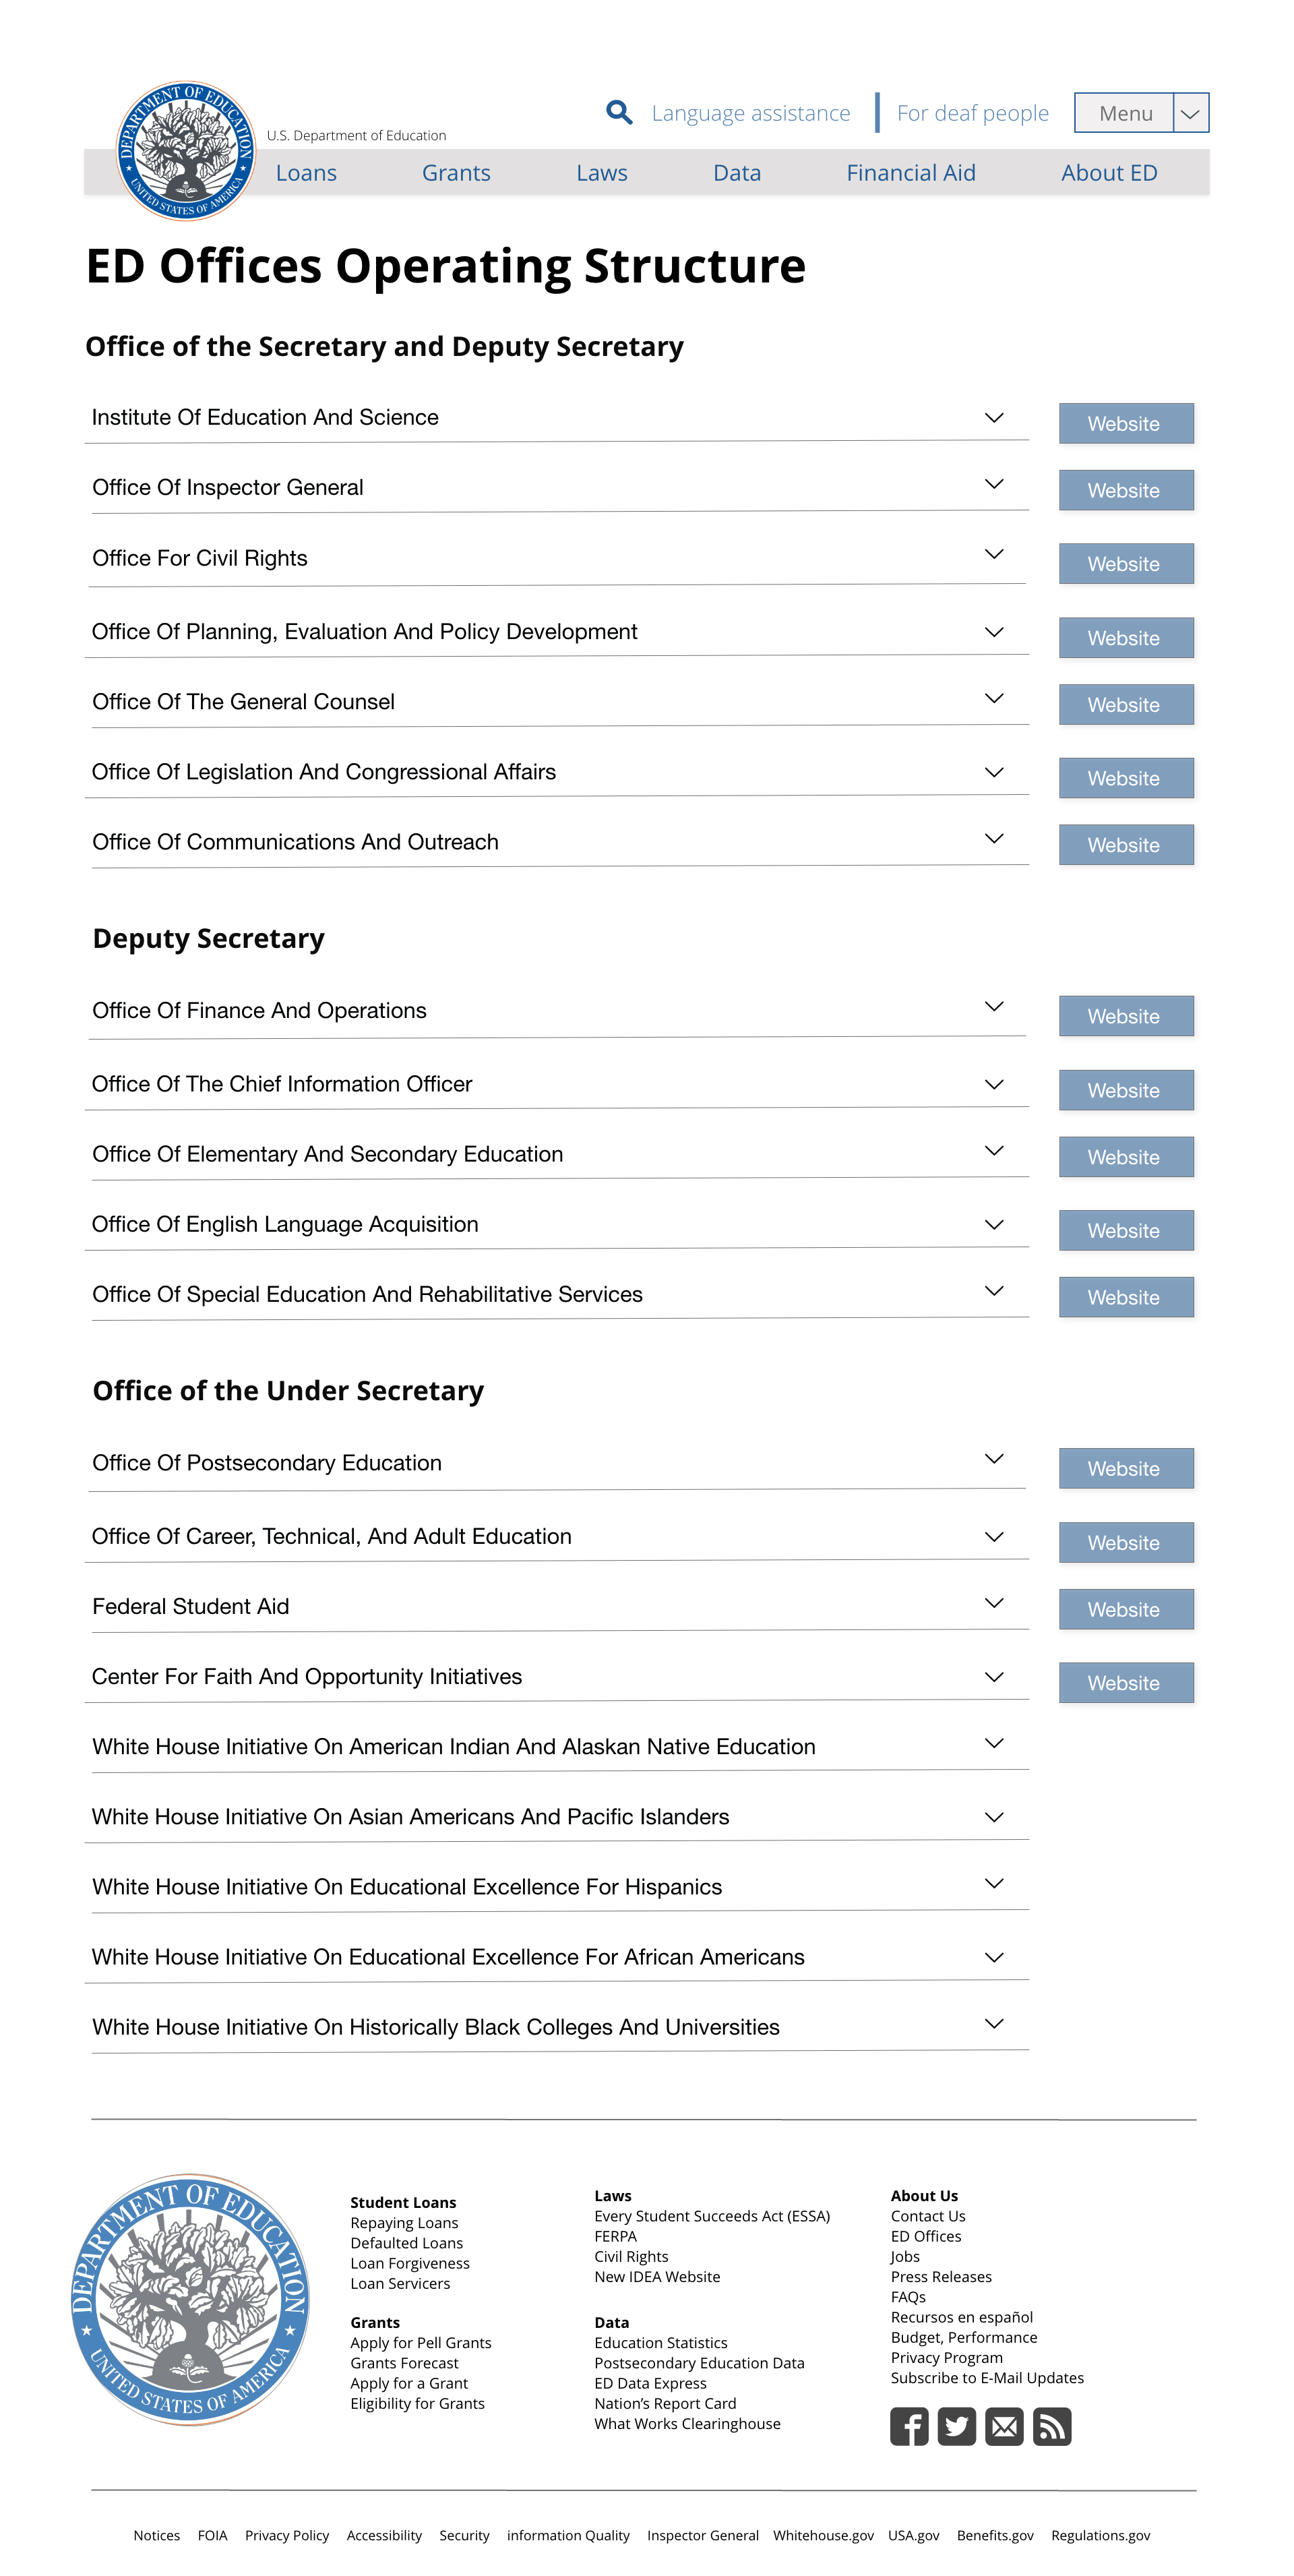 DEPARTMENT OF EDUCATION
UNITED STATES OF AMERICA
Language assistance
For deaf people
Menu
U.S. Department of Education
Loans
Grants
Laws
Data
Financial Aid
About ED
ED Offices Operating Structure
Office of the Secretary and Deputy Secretary
Institute Of Education And Science
Website
Office Of Inspector General
Website
Office For Civil Rights
Website
Office Of Planning, Evaluation And Policy Development
Website
Office Of The General Counsel
Website
Office Of Legislation And Congressional Affairs
Website
Office Of Communications And Outreach
Website
Deputy Secretary
Office Of Finance And Operations
Website
Office Of The Chief Information Officer
Website
Office Of Elementary And Secondary Education
Website
Office Of English Language Acquisition
Website
Office Of Special Education And Rehabilitative Services
Website
Office of the Under Secretary
Office Of Postsecondary Education
Website
Office Of Career, Technical, And Adult Education
Website
Federal Student Aid
Website
Center For Faith And Opportunity Initiatives
Website
White House Initiative On American Indian And Alaskan Native Education
White House Initiative On Asian Americans And Pacific Islanders
White House Initiative On Educational Excellence For Hispanics
White House Initiative On Educational Excellence For African Americans
White House Initiative On Historically Black Colleges And Universities
DEPARTMENT OF EDUCATION
UNITED STATES OF AMERICA
Student Loans
Repaying Loans
Defaulted Loans
Loan Forgiveness
Loan Servicers
Grants
Apply for Pell Grants
Grants Forecast
Apply for a Grant
Eligibility for Grants
Laws
Every Student Succeeds Act (ESSA)
FERPA
Civil Rights
New IDEA Website
Data
Education Statistics
Postsecondary Education Data
ED Data Express
Nation’s Report Card
What Works Clearinghouse
About Us
Contact Us
ED Offices
Jobs
Press Releases
FAQs
Recursos en español
Budget, Performance
Privacy Program
Subscribe to E-Mail Updates
Notices FOIA Privacy Policy Accessibility Security information Quality Inspector General Whitehouse.gov USA.gov Benefits.gov Regulations.gov